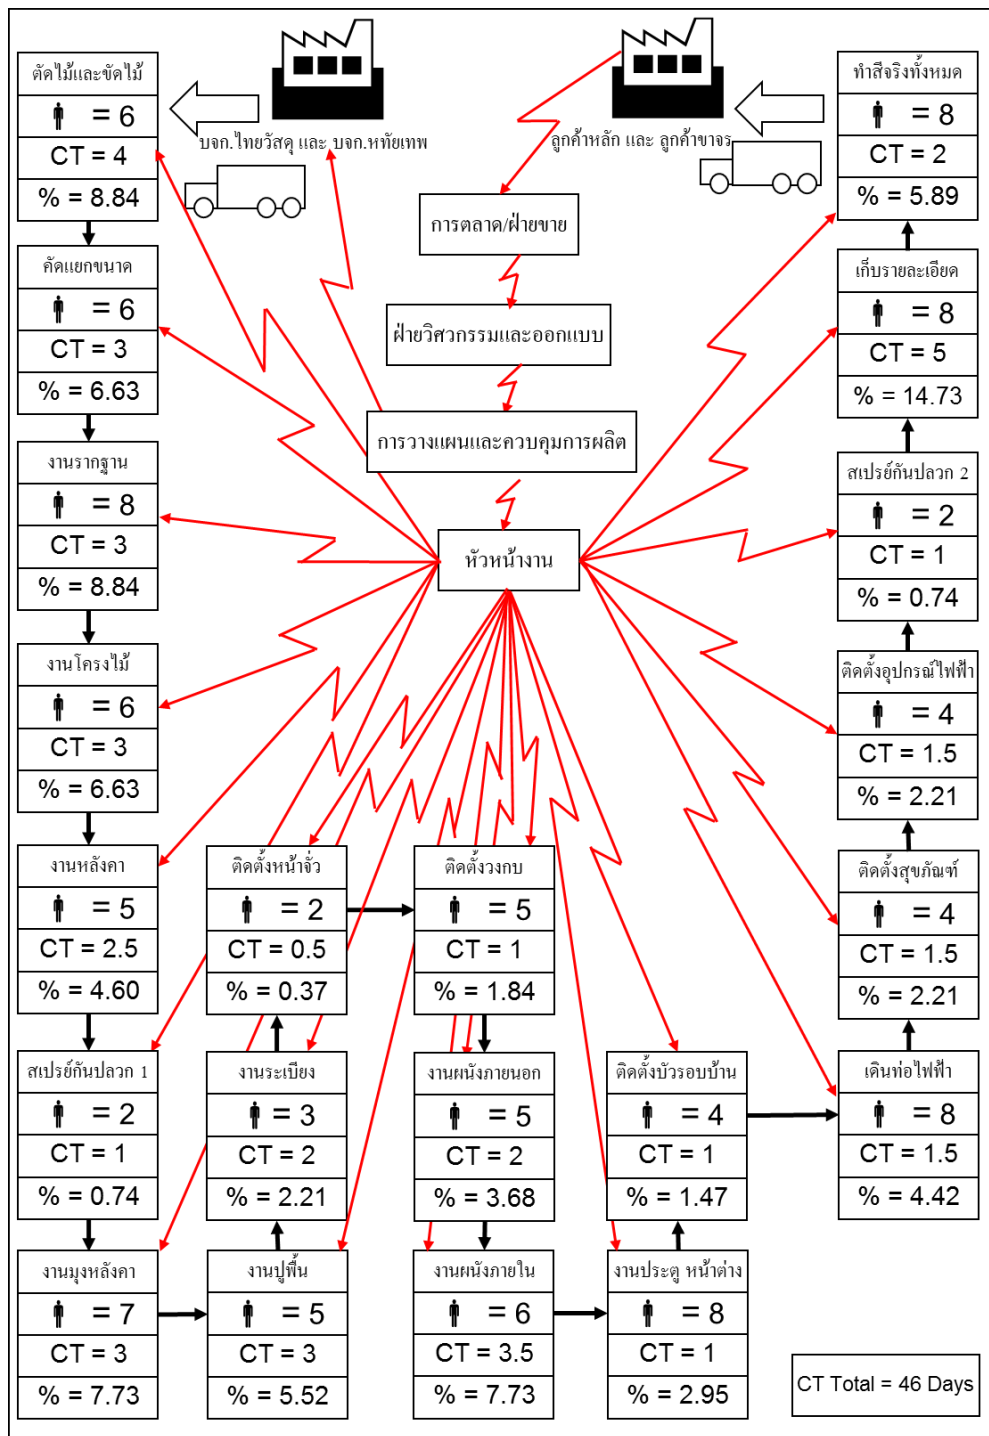 ตัดไม้และขัดไม้
= 6
CT = 4
% = 8.84
คัดแยกขนาด
= 6
CT = 3
% = 6.63
งานรากฐาน
= 8
CT = 3
% = 8.84
งานโครงไม้
= 6
CT = 3
% = 6.63
งานหลังคา
= 5
CT = 2.5
% = 4.60
สเปรย์กันปลวก 1
= 2
CT = 1
% = 0.74
งานมุงหลังคา
= 7
CT = 3
% = 7.73
บจก.ไทยวัสดุ และ บจก.หทัยเทพ
ลูกค้าหลัก และ ลูกค้าขาจร
การตลาด/ฝ่ายขาย
ฝ่ายวิศวกรรมและออกแบบ
การวางแผนและควบคุมการผลิต
หัวหน้างาน
ติดตั้งหน้าจั่ว
= 2
CT = 0.5
% = 0.37
งานระเบียง
= 3
CT = 2
% = 2.21
งานปูพื้น
= 5
CT = 3
% = 5.52
ติดตั้งวงกบ
= 5
CT = 1
% = 1.84
งานผนังภายนอก
= 5
CT = 2
% = 3.68
งานผนังภายใน
= 6
CT = 3.5
% = 7.73
ติดตั้งบัวรอบบ้าน
= 4
CT = 1
% = 1.47
งานประตู หน้าต่าง
= 8
CT = 1
% = 2.95
ทำสีจริงทั้งหมด
= 8
CT = 2
% = 5.89
เก็บรายละเอียด
= 8
CT = 5
% = 14.73
สเปรย์กันปลวก 2
= 2
CT = 1
% = 0.74
ติดตั้งอุปกรณ์ไฟฟ้า
= 4
CT = 1.5
% = 2.21
ติดตั้งสุขภัณฑ์
= 4
CT = 1.5
% = 2.21
เดินท่อไฟฟ้า
= 8
CT = 1.5
% = 4.42
CT Total = 46 Days